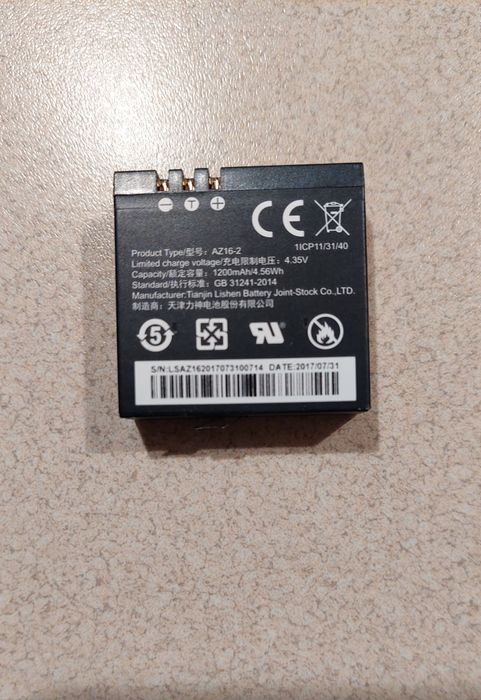 − T +
CE
1ICP11/31/40
Product Type/型号: AZ16-2
Limited charge voltage/充电限制电压: 4.35V
Capacity/额定容量: 1200mAh/4.56Wh
Standard/执行标准: GB 31241-2014
Manufacturer:Tianjin Lishen Battery Joint-Stock Co.,LTD.
制造商: 天津力神电池股份有限公司
5
S/N:LSAZ162017073100714 DATE:2017/07/31